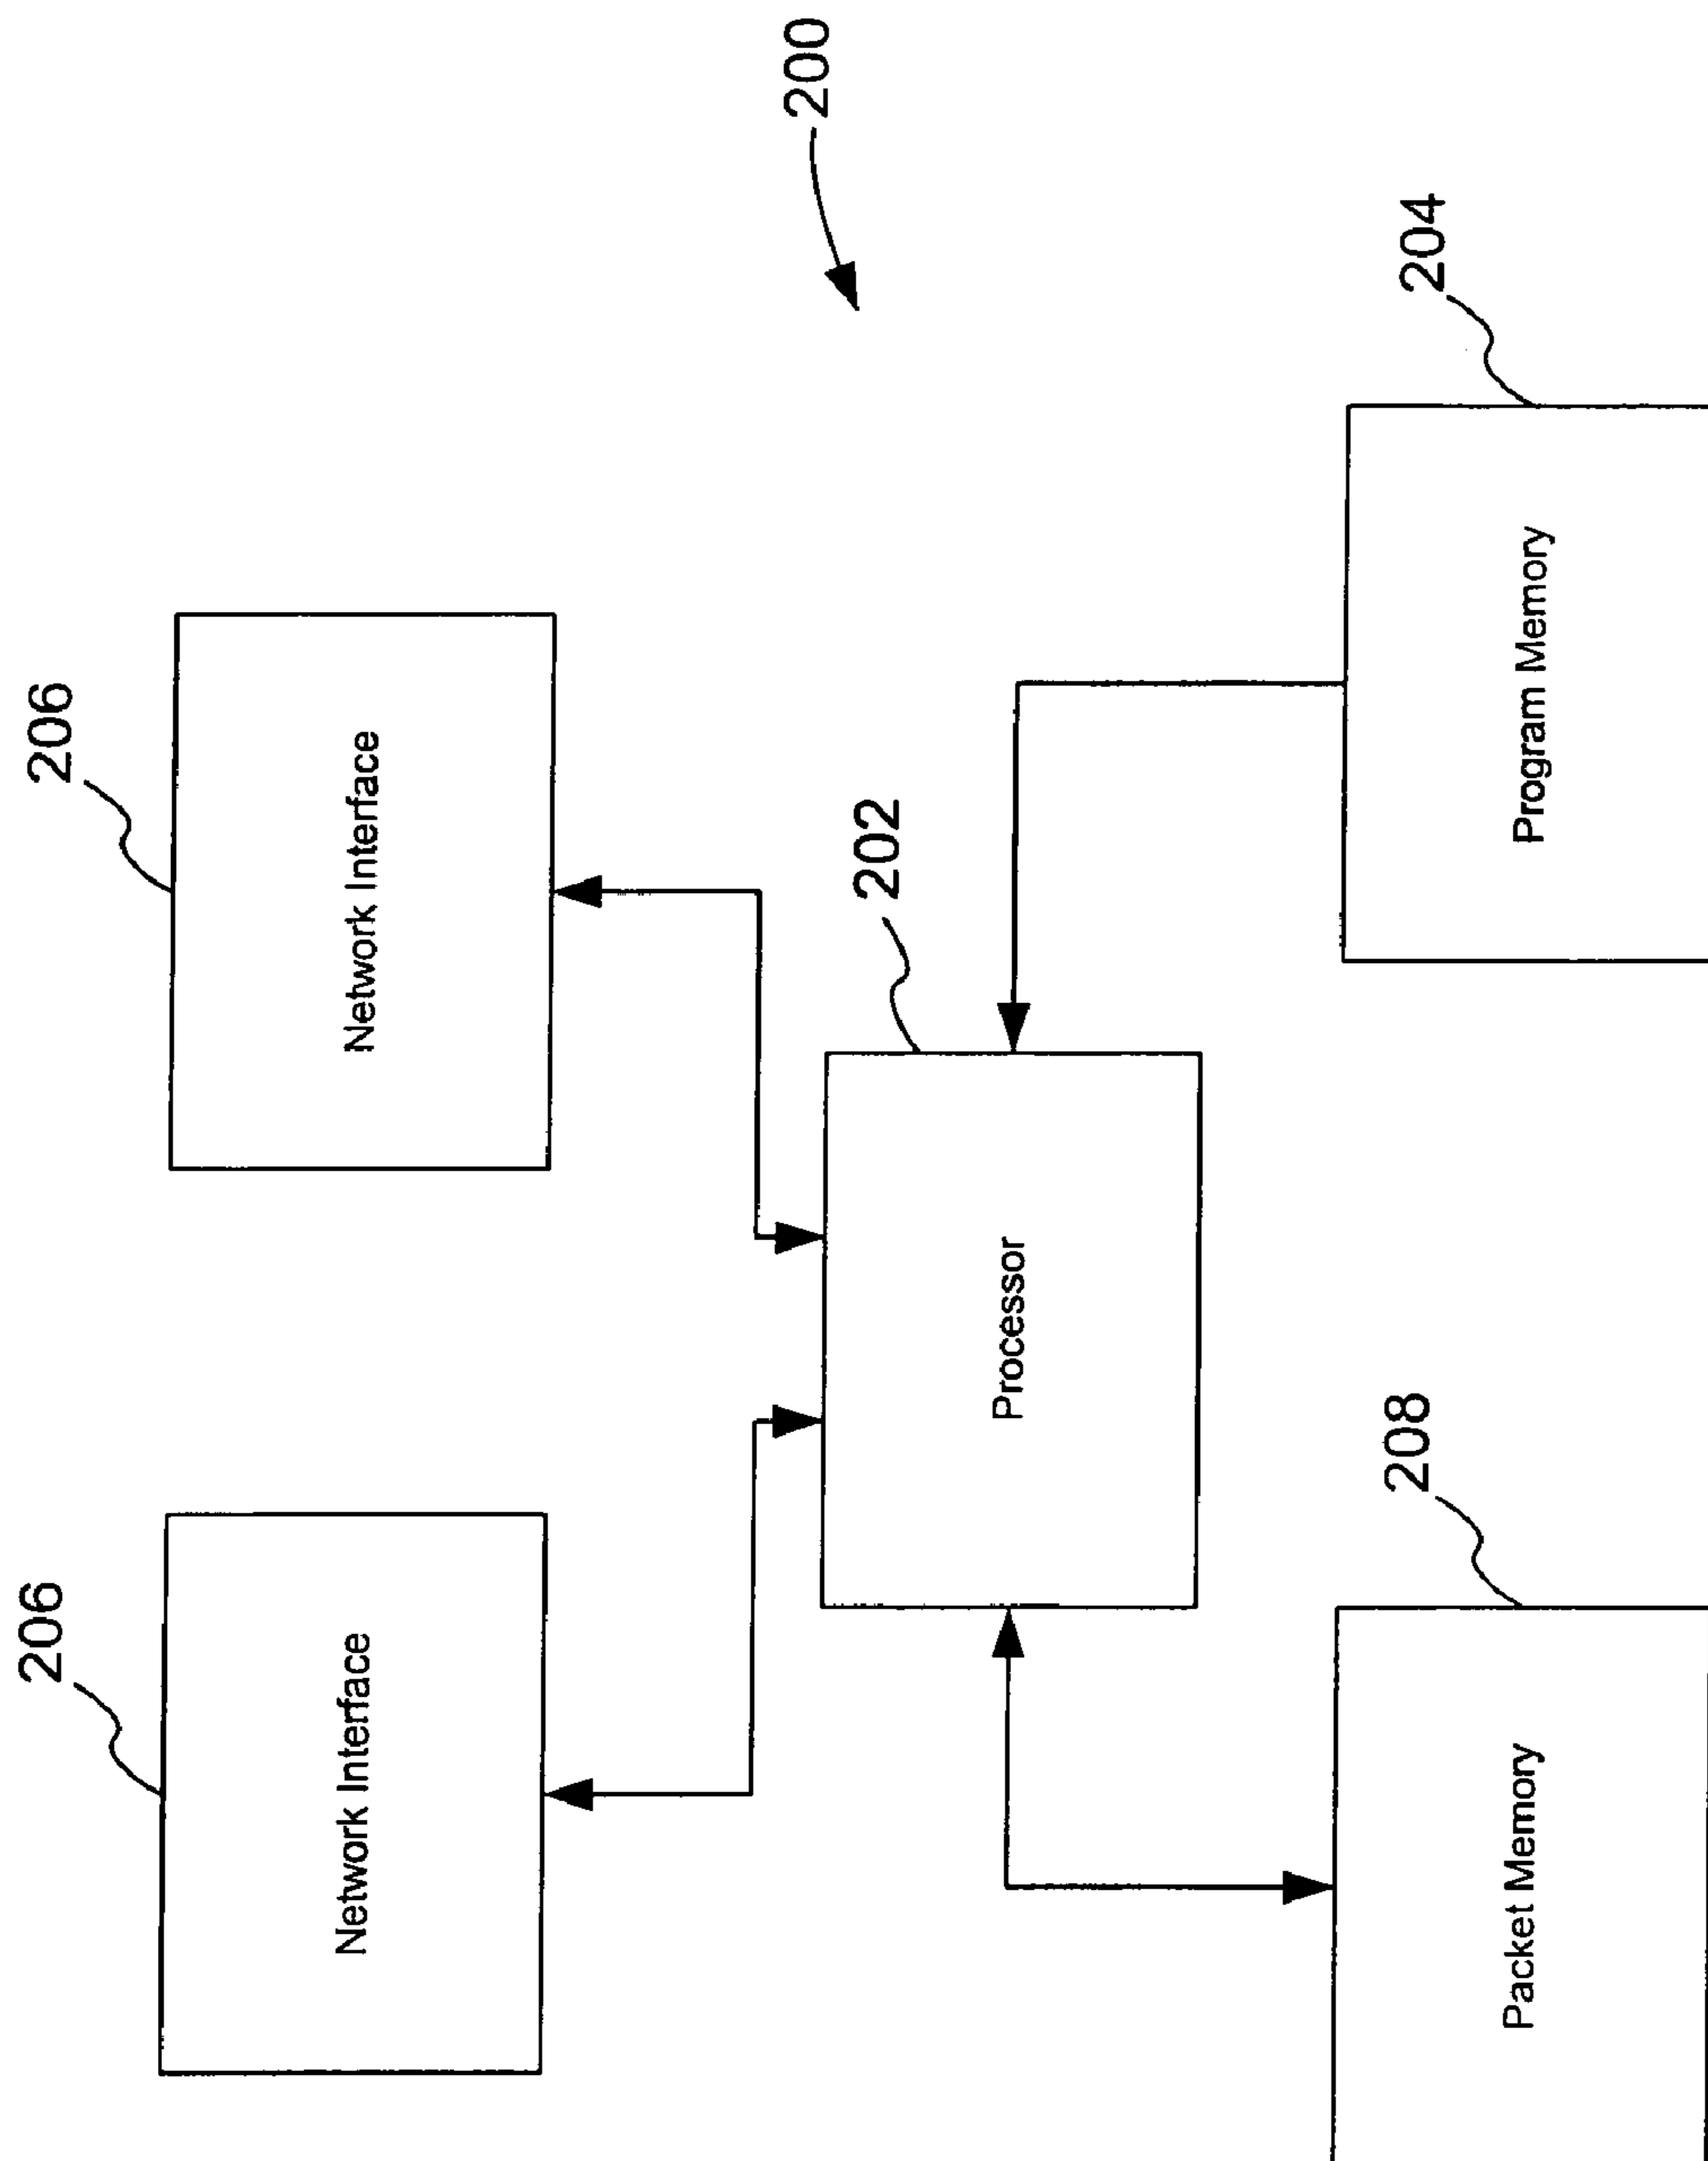 206
Network Interface
206
Network Interface
200
202
Processor
208
Packet Memory
204
Program Memory